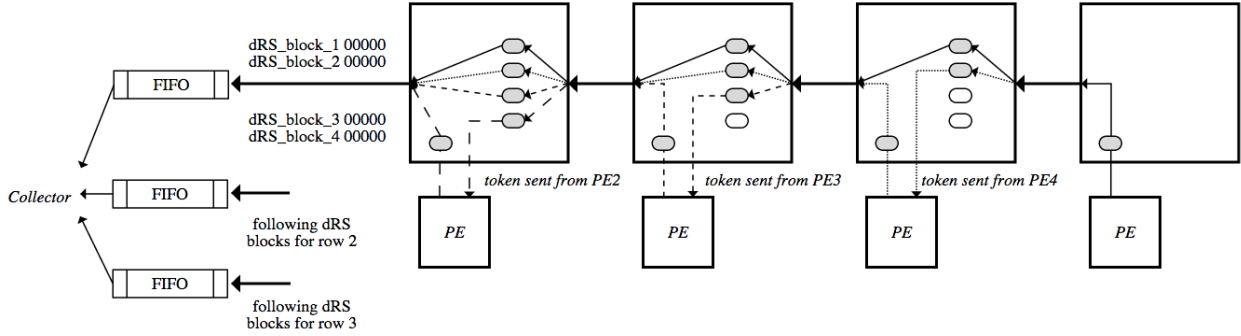 dRS_block_1 00000
dRS_block_2 00000
FIFO
dRS_block_3 00000
dRS_block_4 00000
token sent from PE2
token sent from PE3
token sent from PE4
Collector
FIFO
PE
PE
PE
PE
following dRS
blocks for row 2
FIFO
following dRS
blocks for row 3